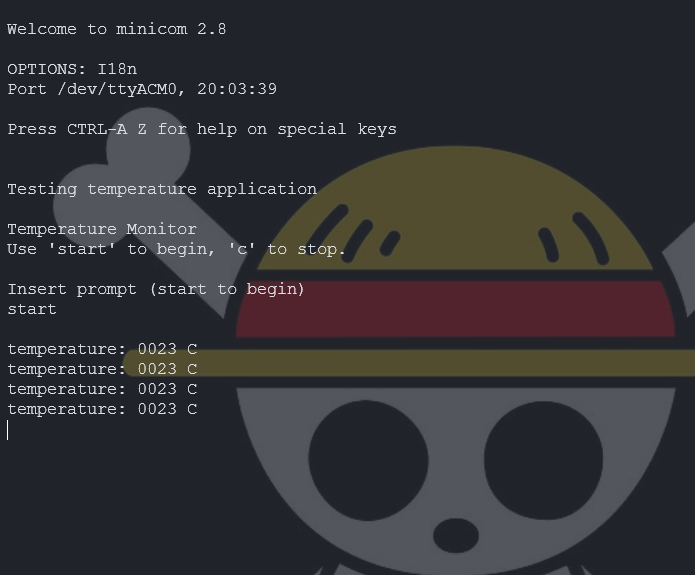 Welcome to minicom 2.8
OPTIONS: I18n
Port /dev/ttyACM0, 20:03:39
Press CTRL-A Z for help on special keys
Testing temperature application
Temperature Monitor
Use 'start' to begin, 'c' to stop.
Insert prompt (start to begin)
start
temperature: 0023 C
temperature: 0023 C
temperature: 0023 C
temperature: 0023 C